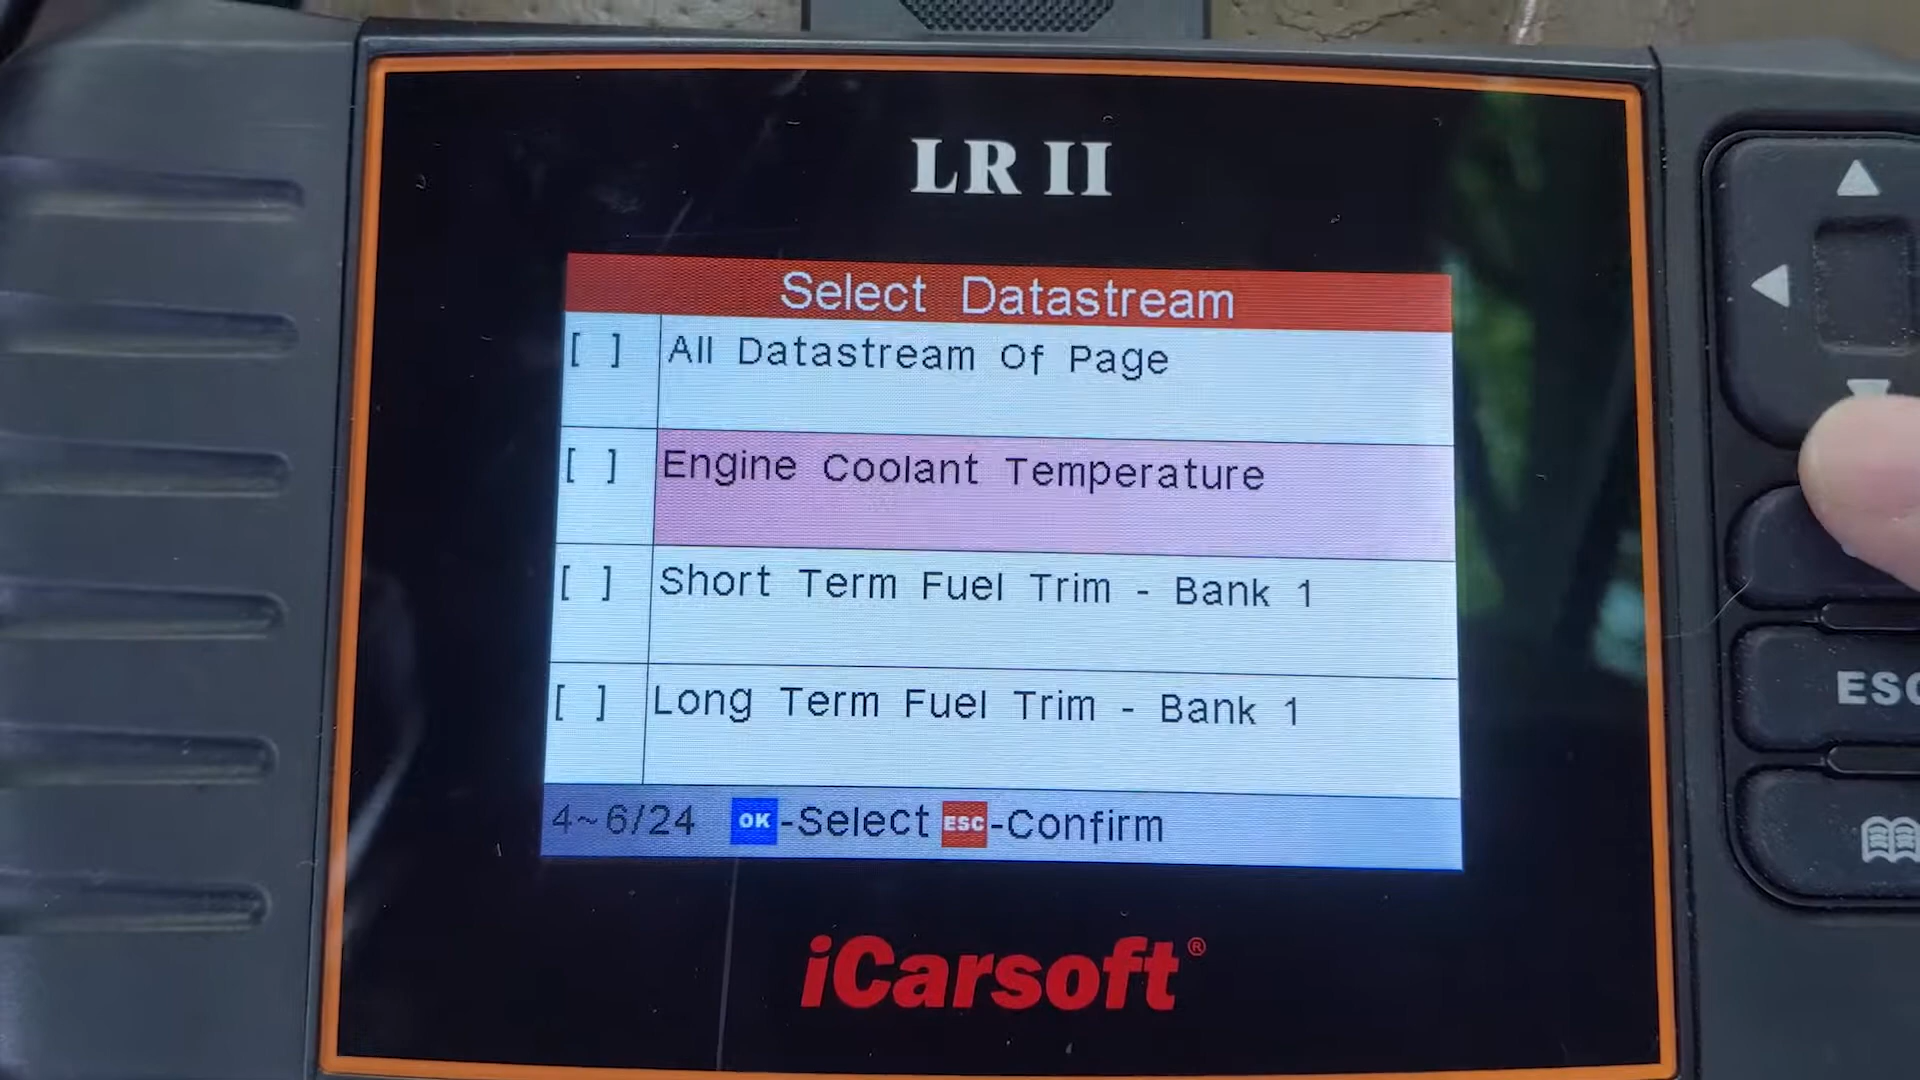 LR II
Select Datastream
[ ] All Datastream Of Page
[ ] Engine Coolant Temperature
[ ] Short Term Fuel Trim - Bank 1
[ ] Long Term Fuel Trim - Bank 1
4~6/24 OK-Select ESC-Confirm
ESC
iCarsoft®